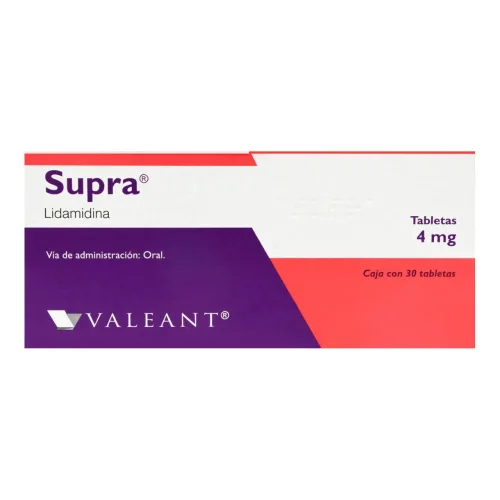 Supra®
Lidamidina
Tabletas
4 mg
Vía de administración: Oral.
Caja con 30 tabletas
VALEANT®